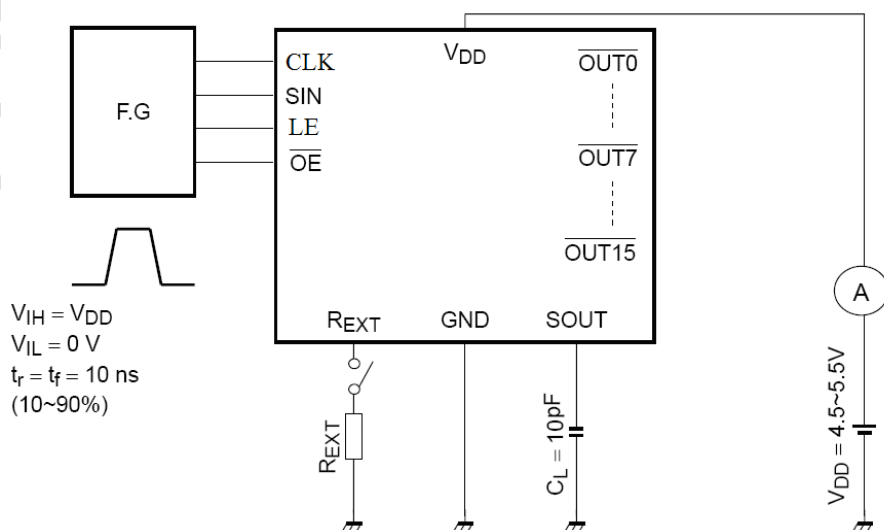 F.G
CLK
SIN
LE
OE
VDD
OUT0
OUT7
OUT15
REXT
GND
SOUT
VIH = VDD
VIL = 0 V
tr = tf = 10 ns
(10~90%)
REXT
CL = 10pF
A
VDD = 4.5~5.5V